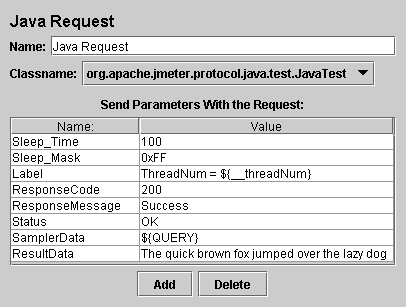 Java Request
Name: Java Request
Classname: org.apache.jmeter.protocol.java.test.JavaTest
Send Parameters With the Request:
Name: Value
Sleep_Time 100
Sleep_Mask 0xFF
Label ThreadNum = ${__threadNum}
ResponseCode 200
ResponseMessage Success
Status OK
SamplerData ${QUERY}
ResultData The quick brown fox jumped over the lazy dog
Add Delete